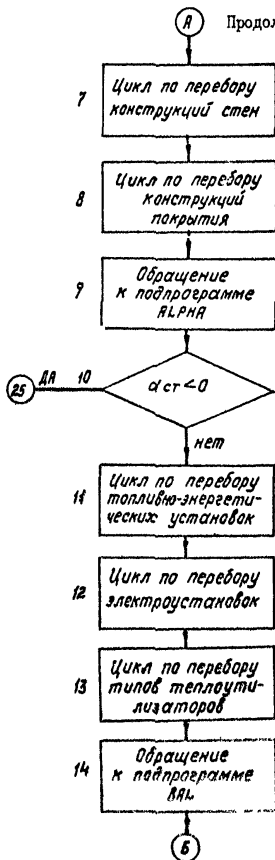 А Продол
7 Цикл по перебору
конструкций стен
8 Цикл по перебору
конструкций
покрытия
9 Обращение
к подпрограмме
ALPHA
25 ДА 10 αст<0
нет
11 Цикл по перебору
топливно-энергети-
ческих установок
12 Цикл по перебору
электроустановок
13 Цикл по перебору
типов теплоути-
лизаторов
14 Обращение
к подпрограмме
BAL
Б